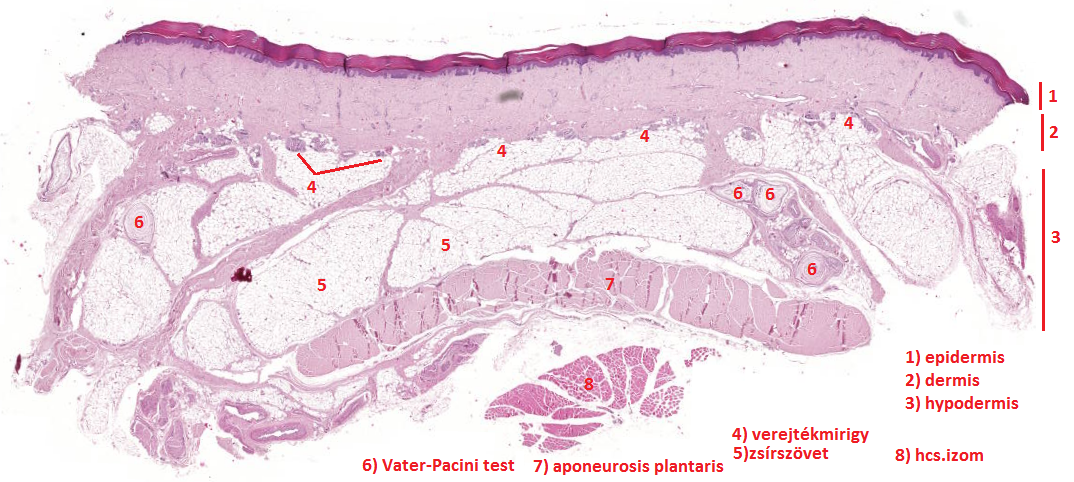 1
2
4
4
4
4
3
6
6
6
6
5
5
7
8
1) epidermis
2) dermis
3) hypodermis
4) verejtékmirigy
5)zsírszövet
6) Vater-Pacini test
7) aponeurosis plantaris
8) hcs.izom